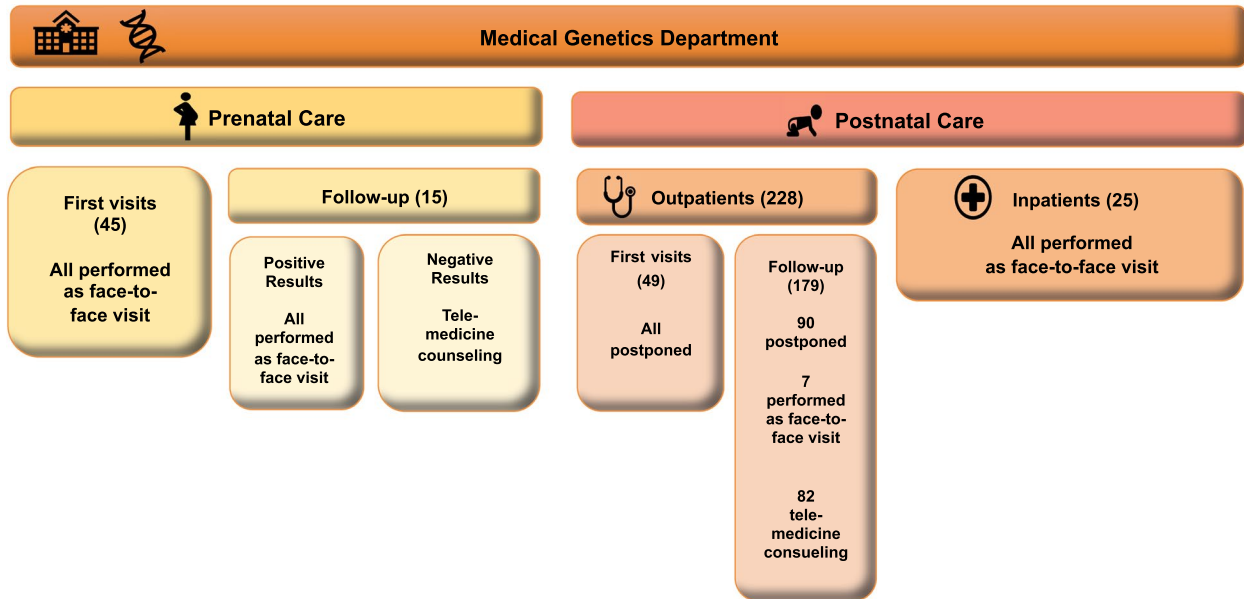 Medical Genetics Department
Prenatal Care
First visits
(45)
All performed
as face-to-
face visit
Follow-up (15)
Positive
Results
All
performed
as face-to-
face visit
Negative
Results
Tele-
medicine
counseling
Postnatal Care
Outpatients (228)
First visits
(49)
All
postponed
Follow-up
(179)
90
postponed
7
performed
as face-to-
face visit
82
tele-
medicine
consueling
Inpatients (25)
All performed
as face-to-face visit